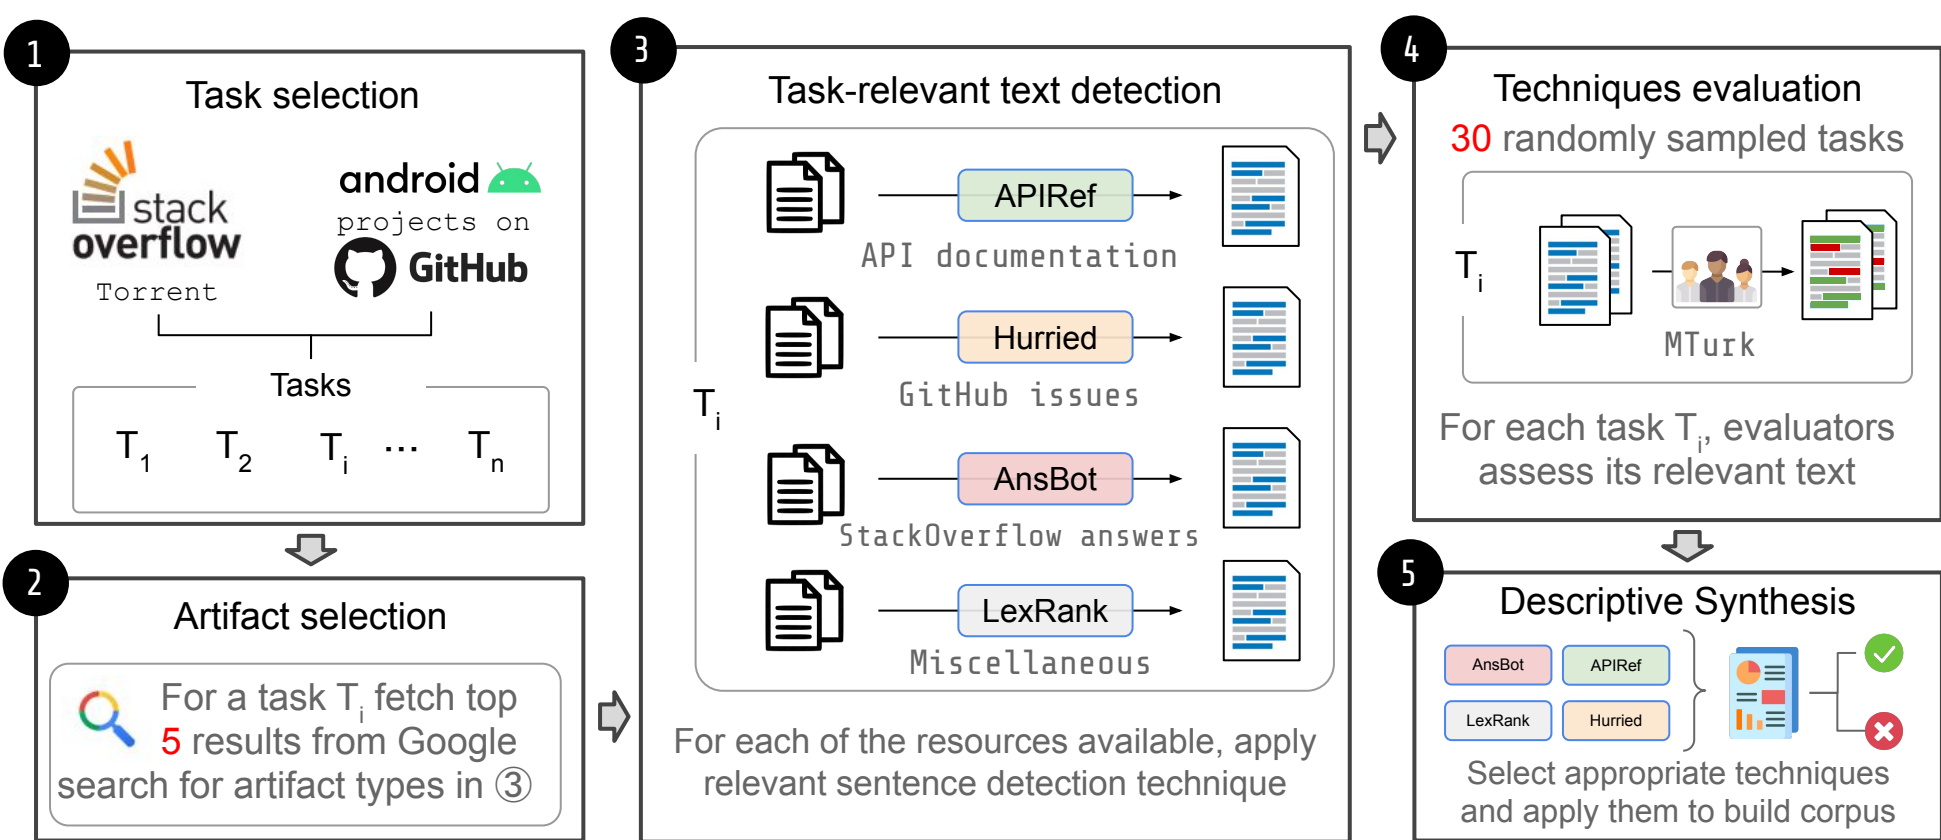 1
Task selection
stack
overflow
Torrent
android
projects on
GitHub
Tasks
T1 T2 Ti ... Tn
2
Artifact selection
For a task Ti fetch top
5 results from Google
search for artifact types in ③
3
Task-relevant text detection
Ti
APIRef
API documentation
Hurried
GitHub issues
AnsBot
StackOverflow answers
LexRank
Miscellaneous
For each of the resources available, apply
relevant sentence detection technique
4
Techniques evaluation
30 randomly sampled tasks
Ti
MTurk
For each task Ti, evaluators
assess its relevant text
5
Descriptive Synthesis
AnsBot APIRef
LexRank Hurried
Select appropriate techniques
and apply them to build corpus